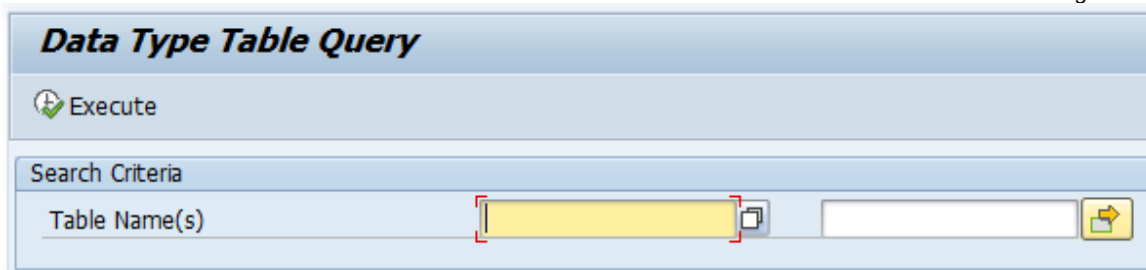 Data Type Table Query
Execute
Search Criteria
Table Name(s)